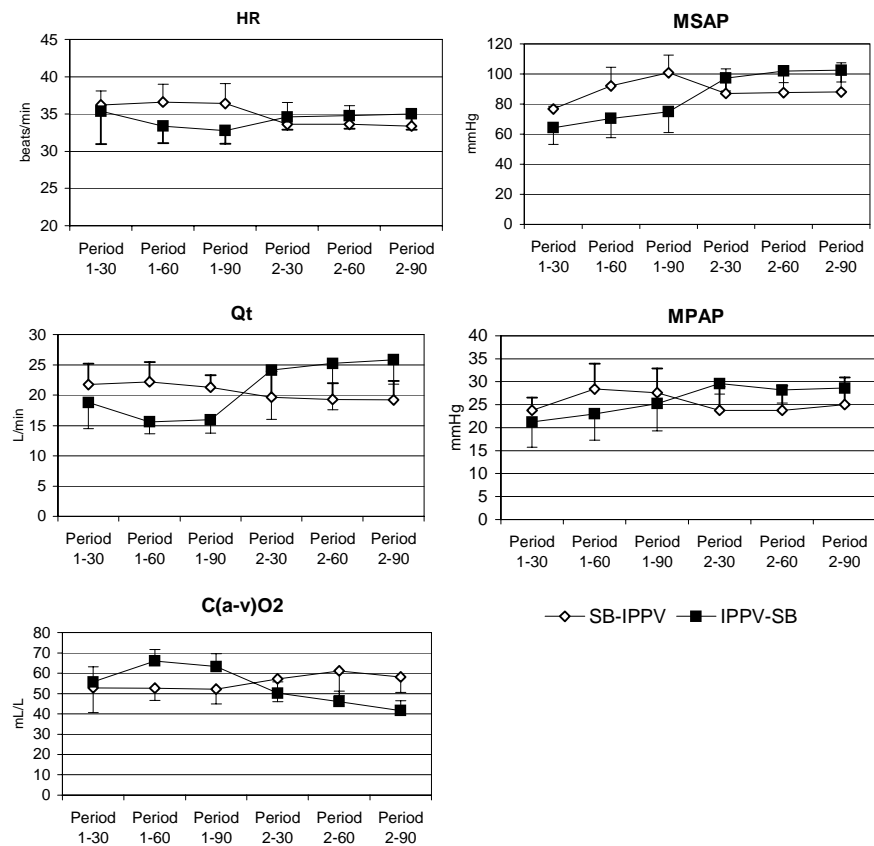 HR
45
40
35
30
25
20
beats/min
Period Period Period Period Period Period
1-30 1-60 1-90 2-30 2-60 2-90
MSAP
120
100
80
60
40
20
0
mmHg
Period Period Period Period Period Period
1-30 1-60 1-90 2-30 2-60 2-90
Qt
30
25
20
15
10
5
0
L/min
Period Period Period Period Period Period
1-30 1-60 1-90 2-30 2-60 2-90
MPAP
40
35
30
25
20
15
10
5
0
mmHg
Period Period Period Period Period Period
1-30 1-60 1-90 2-30 2-60 2-90
C(a-v)O2
80
70
60
50
40
30
20
10
0
mL/L
Period Period Period Period Period Period
1-30 1-60 1-90 2-30 2-60 2-90
SB-IPPV IPPV-SB